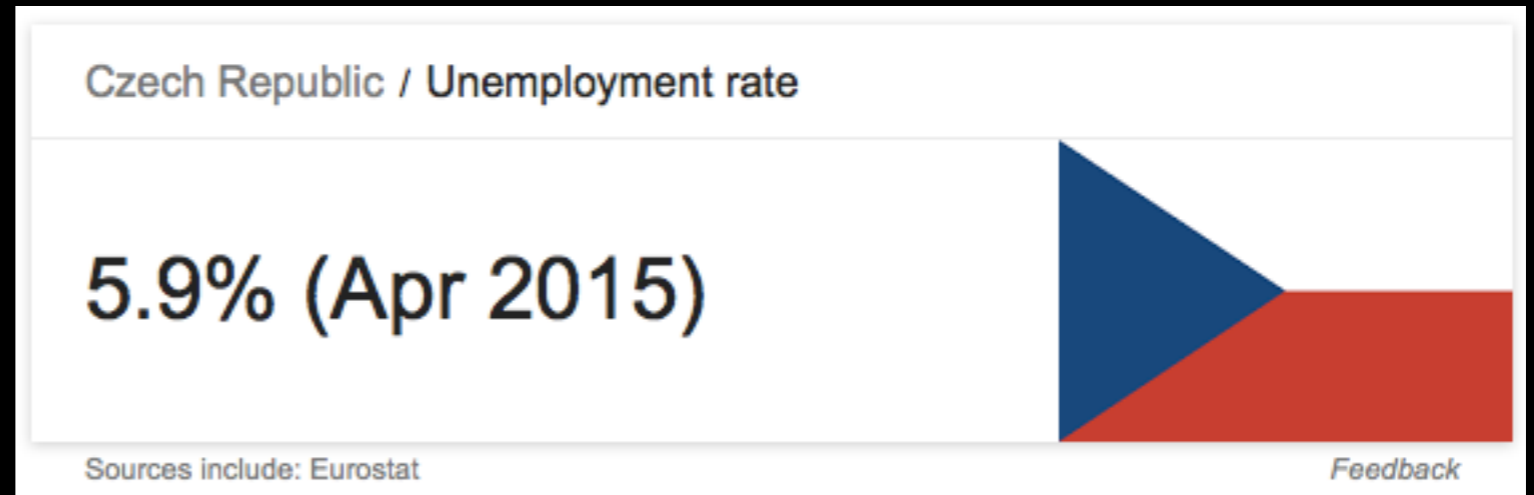 Czech Republic / Unemployment rate
5.9% (Apr 2015)
Sources include: Eurostat
Feedback